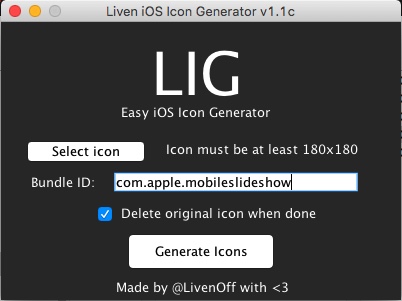 Liven iOS Icon Generator v1.1c
LIG
Easy iOS Icon Generator
Select icon Icon must be at least 180x180
Bundle ID: com.apple.mobileslideshow
Delete original icon when done
Generate Icons
Made by @LivenOff with <3